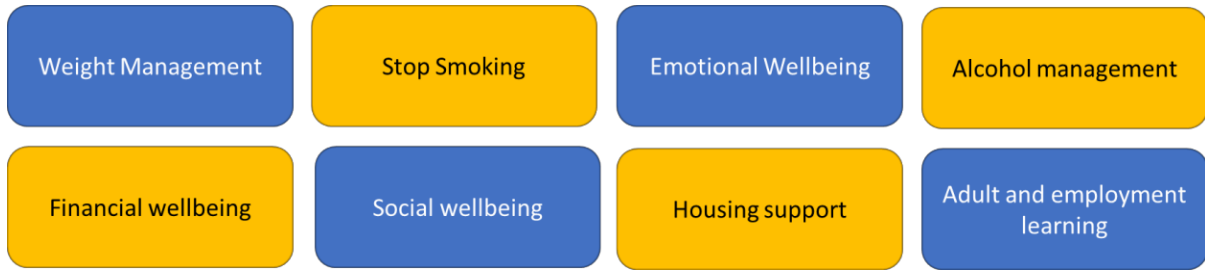 Weight Management
Stop Smoking
Emotional Wellbeing
Alcohol management
Financial wellbeing
Social wellbeing
Housing support
Adult and employment
learning